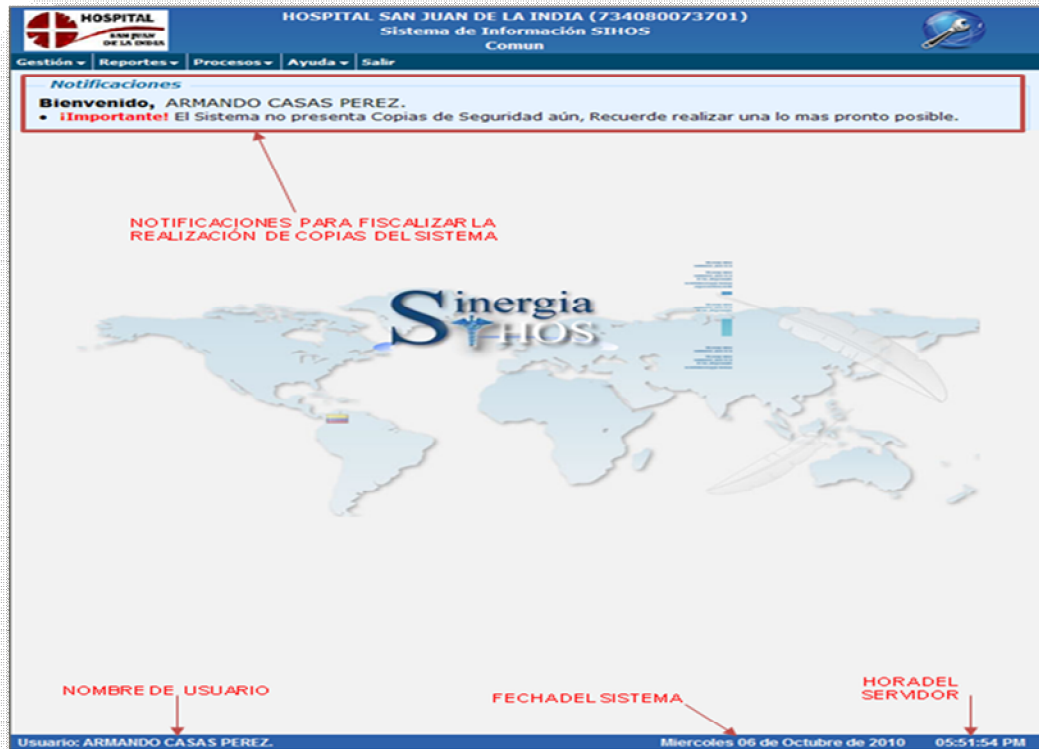 HOSPITAL
SAN JUAN
DE LA INDIA
HOSPITAL SAN JUAN DE LA INDIA (734080073701)
Sistema de Información SIHOS
Comun
Gestión Reportes Procesos Ayuda Salir
Notificaciones
Bienvenido, ARMANDO CASAS PEREZ.
• ¡Importante! El Sistema no presenta Copias de Seguridad aún, Recuerde realizar una lo mas pronto posible.
NOTIFICACIONES PARA FISCALIZAR LA
REALIZACIÓN DE COPIAS DEL SISTEMA
Sinergia
SIHOS
NOMBRE DE USUARIO
FECHADEL SISTEMA
HORADEL
SERVIDOR
Usuario: ARMANDO CASAS PEREZ.
Miercoles 06 de Octubre de 2010
05:51:54 PM